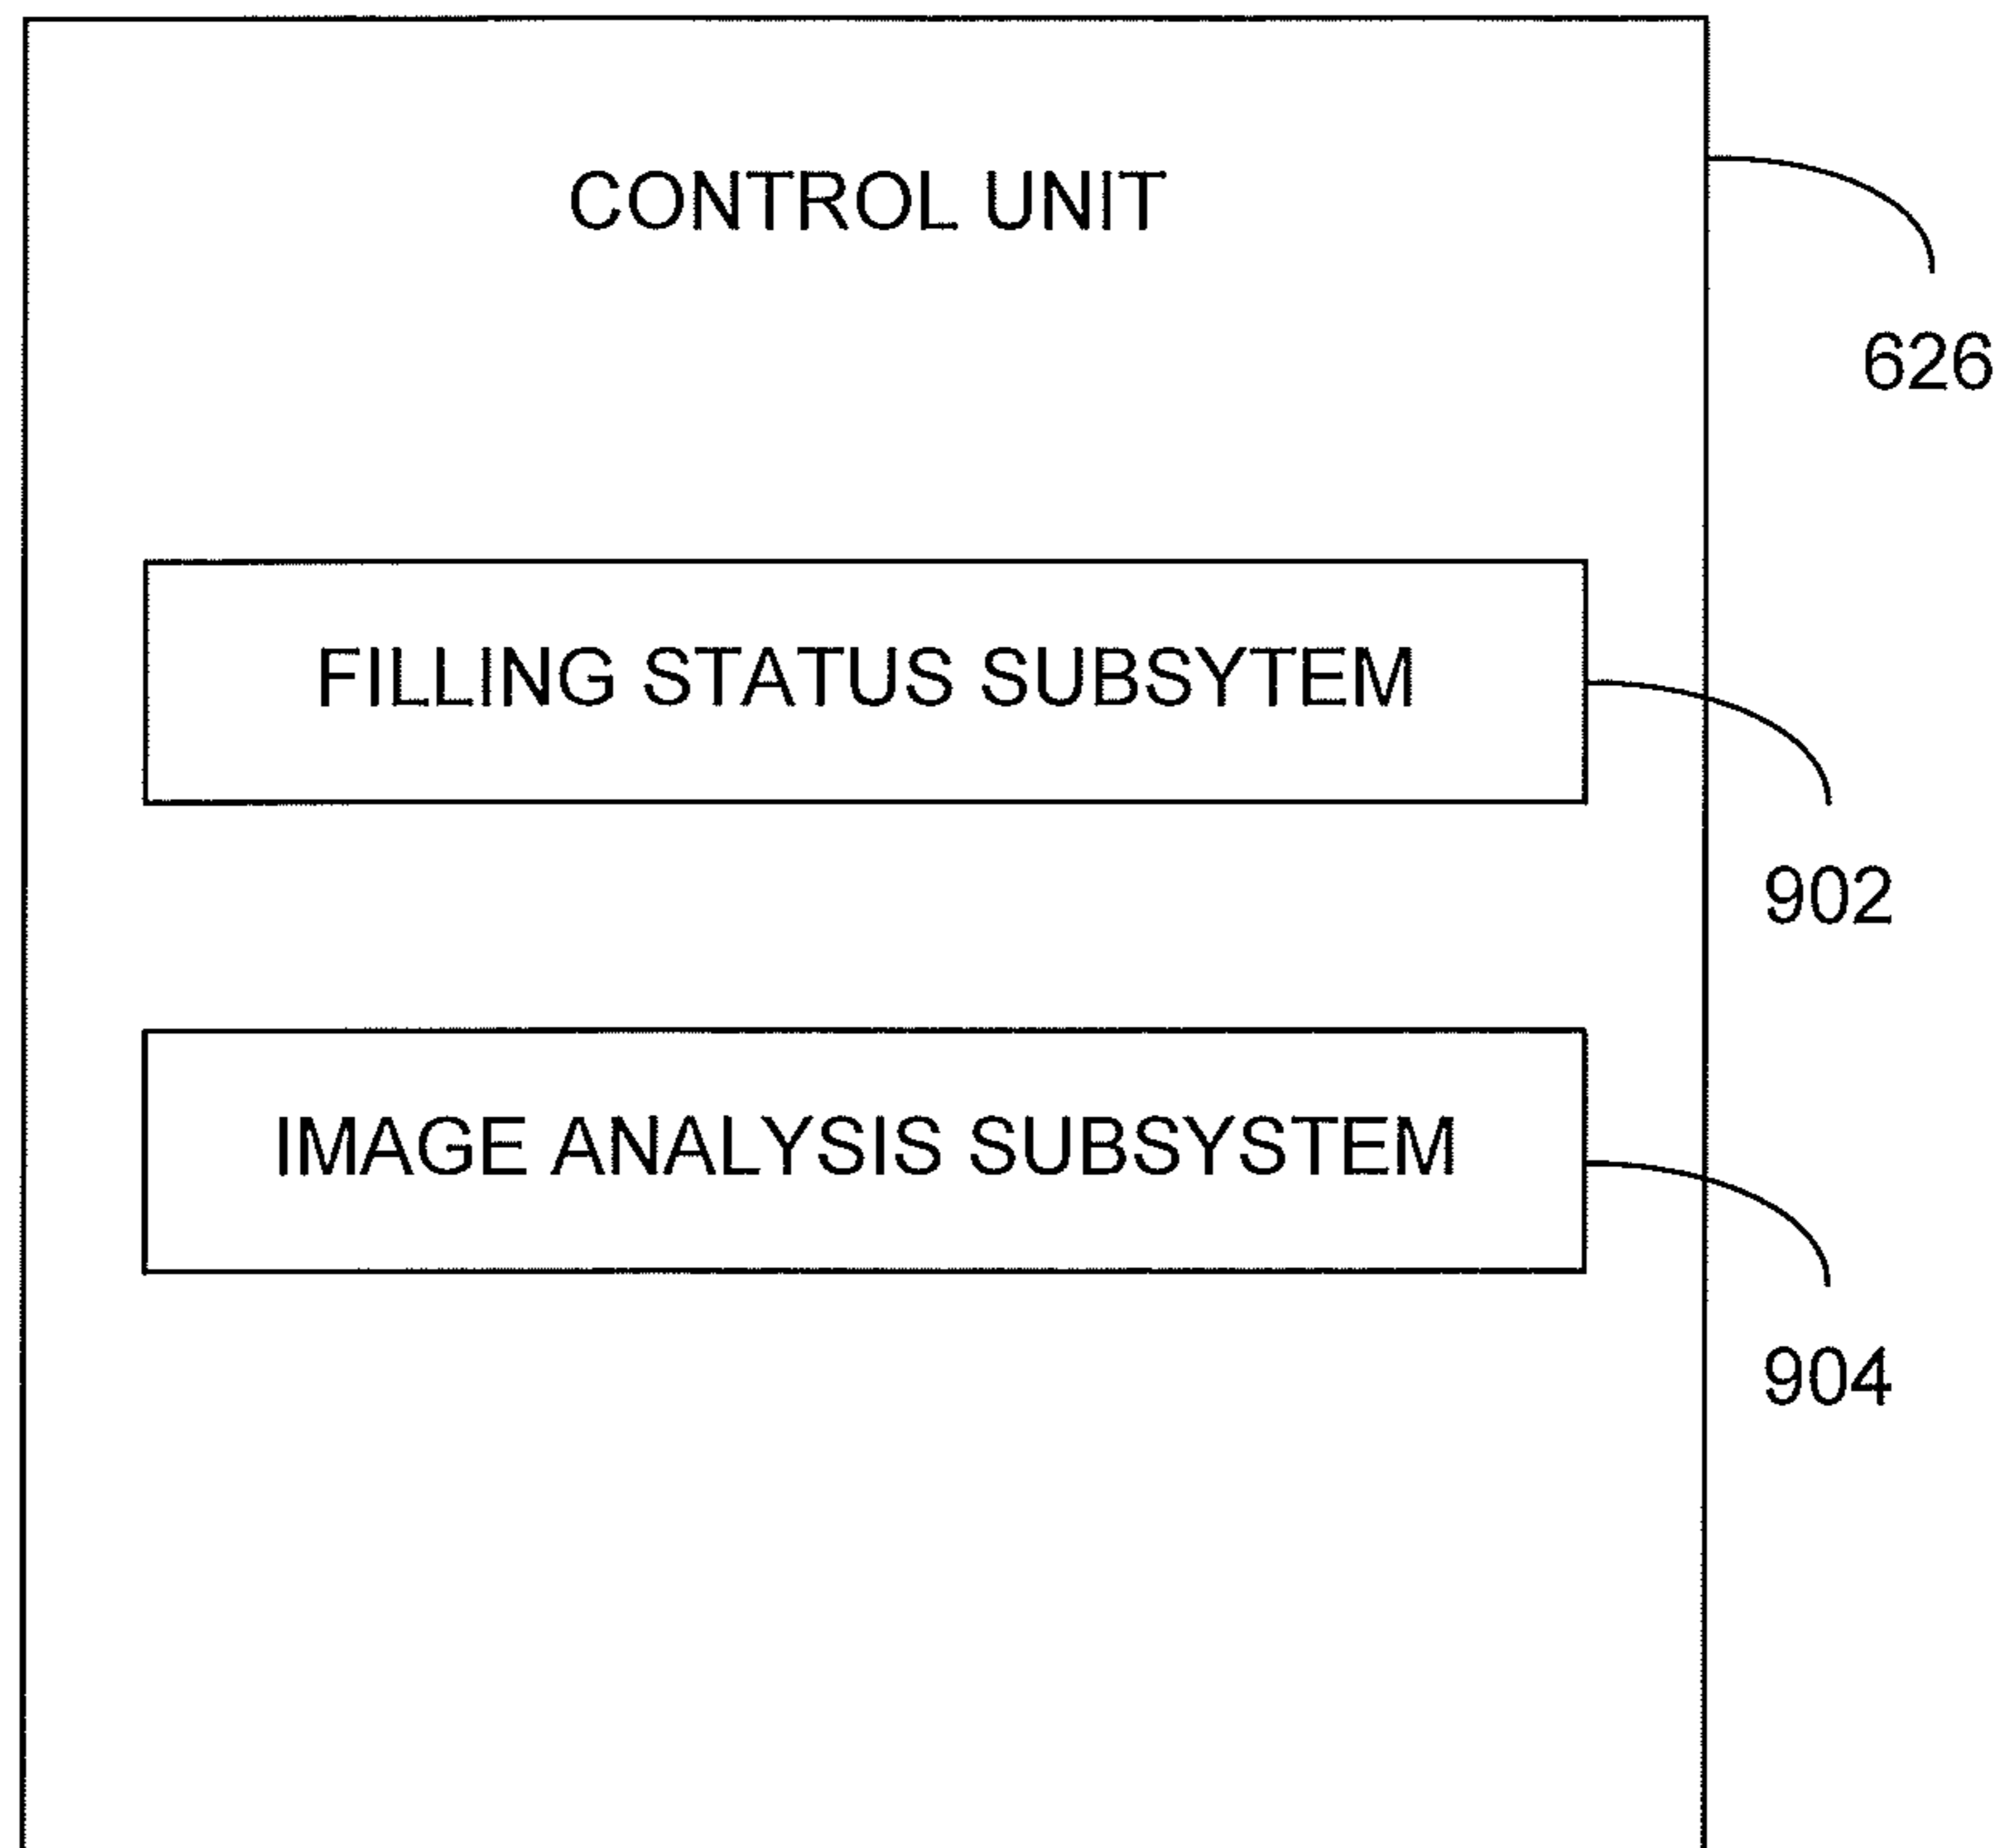 CONTROL UNIT
626
FILLING STATUS SUBSYTEM
902
IMAGE ANALYSIS SUBSYSTEM
904